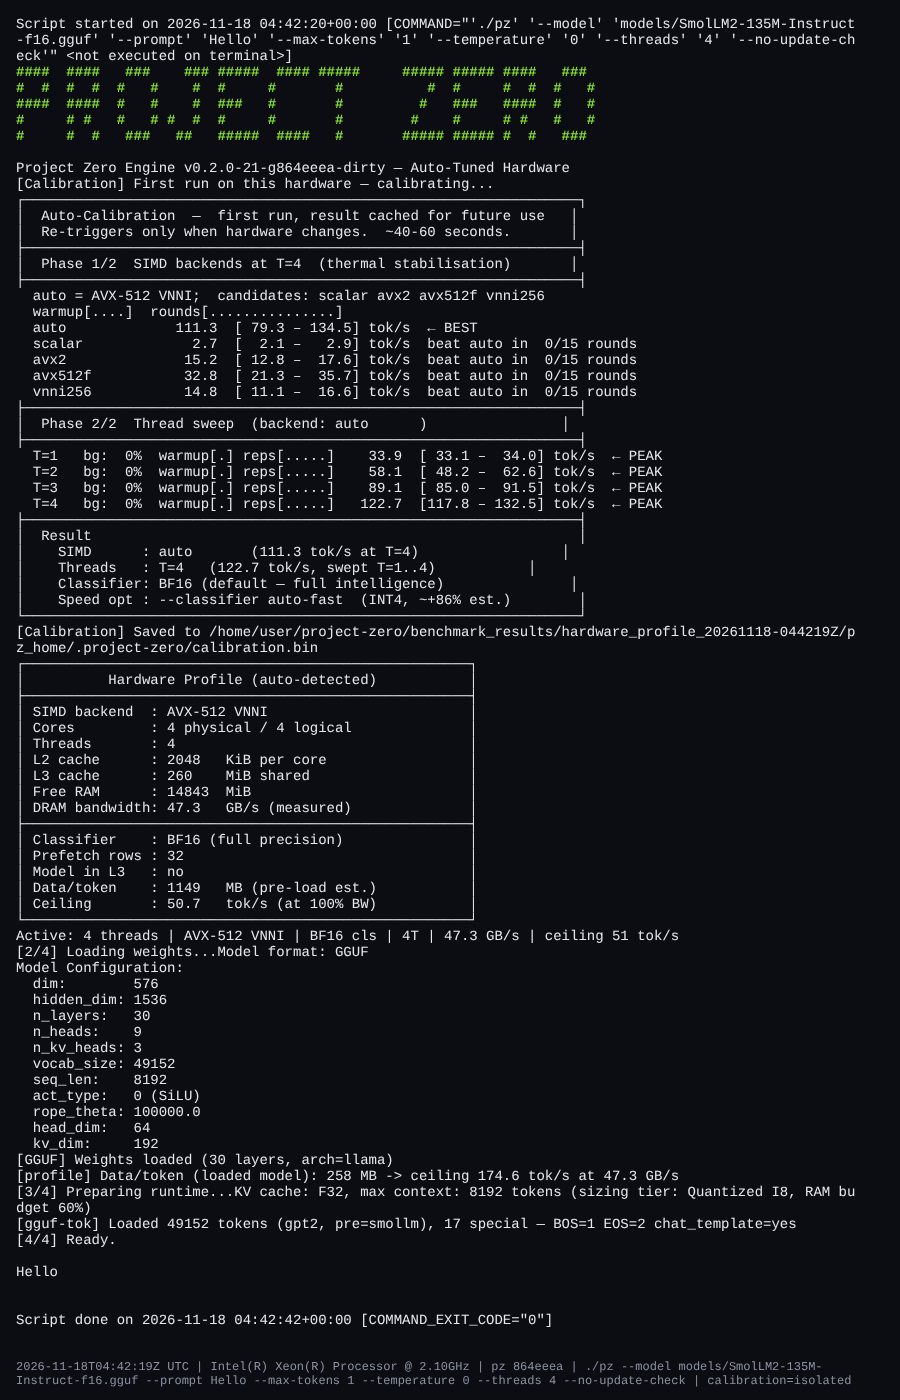 Script started on 2026-11-18 04:42:20+00:00 [COMMAND="'./pz' '--model' 'models/SmolLM2-135M-Instruct
-f16.gguf' '--prompt' 'Hello' '--max-tokens' '1' '--temperature' '0' '--threads' '4' '--no-update-ch
eck'" <not executed on terminal>]
PROJECT ZERO
Project Zero Engine v0.2.0-21-g864eeea-dirty — Auto-Tuned Hardware
[Calibration] First run on this hardware — calibrating...
Auto-Calibration — first run, result cached for future use
Re-triggers only when hardware changes. ~40-60 seconds.
Phase 1/2 SIMD backends at T=4 (thermal stabilisation)
auto = AVX-512 VNNI; candidates: scalar avx2 avx512f vnni256
warmup[....] rounds[...............]
auto 111.3 [ 79.3 – 134.5] tok/s ← BEST
scalar 2.7 [ 2.1 – 2.9] tok/s beat auto in 0/15 rounds
avx2 15.2 [ 12.8 – 17.6] tok/s beat auto in 0/15 rounds
avx512f 32.8 [ 21.3 – 35.7] tok/s beat auto in 0/15 rounds
vnni256 14.8 [ 11.1 – 16.6] tok/s beat auto in 0/15 rounds
Phase 2/2 Thread sweep (backend: auto )
T=1 bg: 0% warmup[.] reps[.....] 33.9 [ 33.1 – 34.0] tok/s ← PEAK
T=2 bg: 0% warmup[.] reps[.....] 58.1 [ 48.2 – 62.6] tok/s ← PEAK
T=3 bg: 0% warmup[.] reps[.....] 89.1 [ 85.0 – 91.5] tok/s ← PEAK
T=4 bg: 0% warmup[.] reps[.....] 122.7 [117.8 – 132.5] tok/s ← PEAK
Result
SIMD : auto (111.3 tok/s at T=4)
Threads : T=4 (122.7 tok/s, swept T=1..4)
Classifier: BF16 (default — full intelligence)
Speed opt : --classifier auto-fast (INT4, ~+86% est.)
[Calibration] Saved to /home/user/project-zero/benchmark_results/hardware_profile_20261118-044219Z/p
z_home/.project-zero/calibration.bin
Hardware Profile (auto-detected)
SIMD backend : AVX-512 VNNI
Cores : 4 physical / 4 logical
Threads : 4
L2 cache : 2048 KiB per core
L3 cache : 260 MiB shared
Free RAM : 14843 MiB
DRAM bandwidth: 47.3 GB/s (measured)
Classifier : BF16 (full precision)
Prefetch rows : 32
Model in L3 : no
Data/token : 1149 MB (pre-load est.)
Ceiling : 50.7 tok/s (at 100% BW)
Active: 4 threads | AVX-512 VNNI | BF16 cls | 4T | 47.3 GB/s | ceiling 51 tok/s
[2/4] Loading weights...Model format: GGUF
Model Configuration:
dim: 576
hidden_dim: 1536
n_layers: 30
n_heads: 9
n_kv_heads: 3
vocab_size: 49152
seq_len: 8192
act_type: 0 (SiLU)
rope_theta: 100000.0
head_dim: 64
kv_dim: 192
[GGUF] Weights loaded (30 layers, arch=llama)
[profile] Data/token (loaded model): 258 MB -> ceiling 174.6 tok/s at 47.3 GB/s
[3/4] Preparing runtime...KV cache: F32, max context: 8192 tokens (sizing tier: Quantized I8, RAM bu
dget 60%)
[gguf-tok] Loaded 49152 tokens (gpt2, pre=smollm), 17 special — BOS=1 EOS=2 chat_template=yes
[4/4] Ready.
Hello
Script done on 2026-11-18 04:42:42+00:00 [COMMAND_EXIT_CODE="0"]
2026-11-18T04:42:19Z UTC | Intel(R) Xeon(R) Processor @ 2.10GHz | pz 864eeea | ./pz --model models/SmolLM2-135M-
Instruct-f16.gguf --prompt Hello --max-tokens 1 --temperature 0 --threads 4 --no-update-check | calibration=isolated